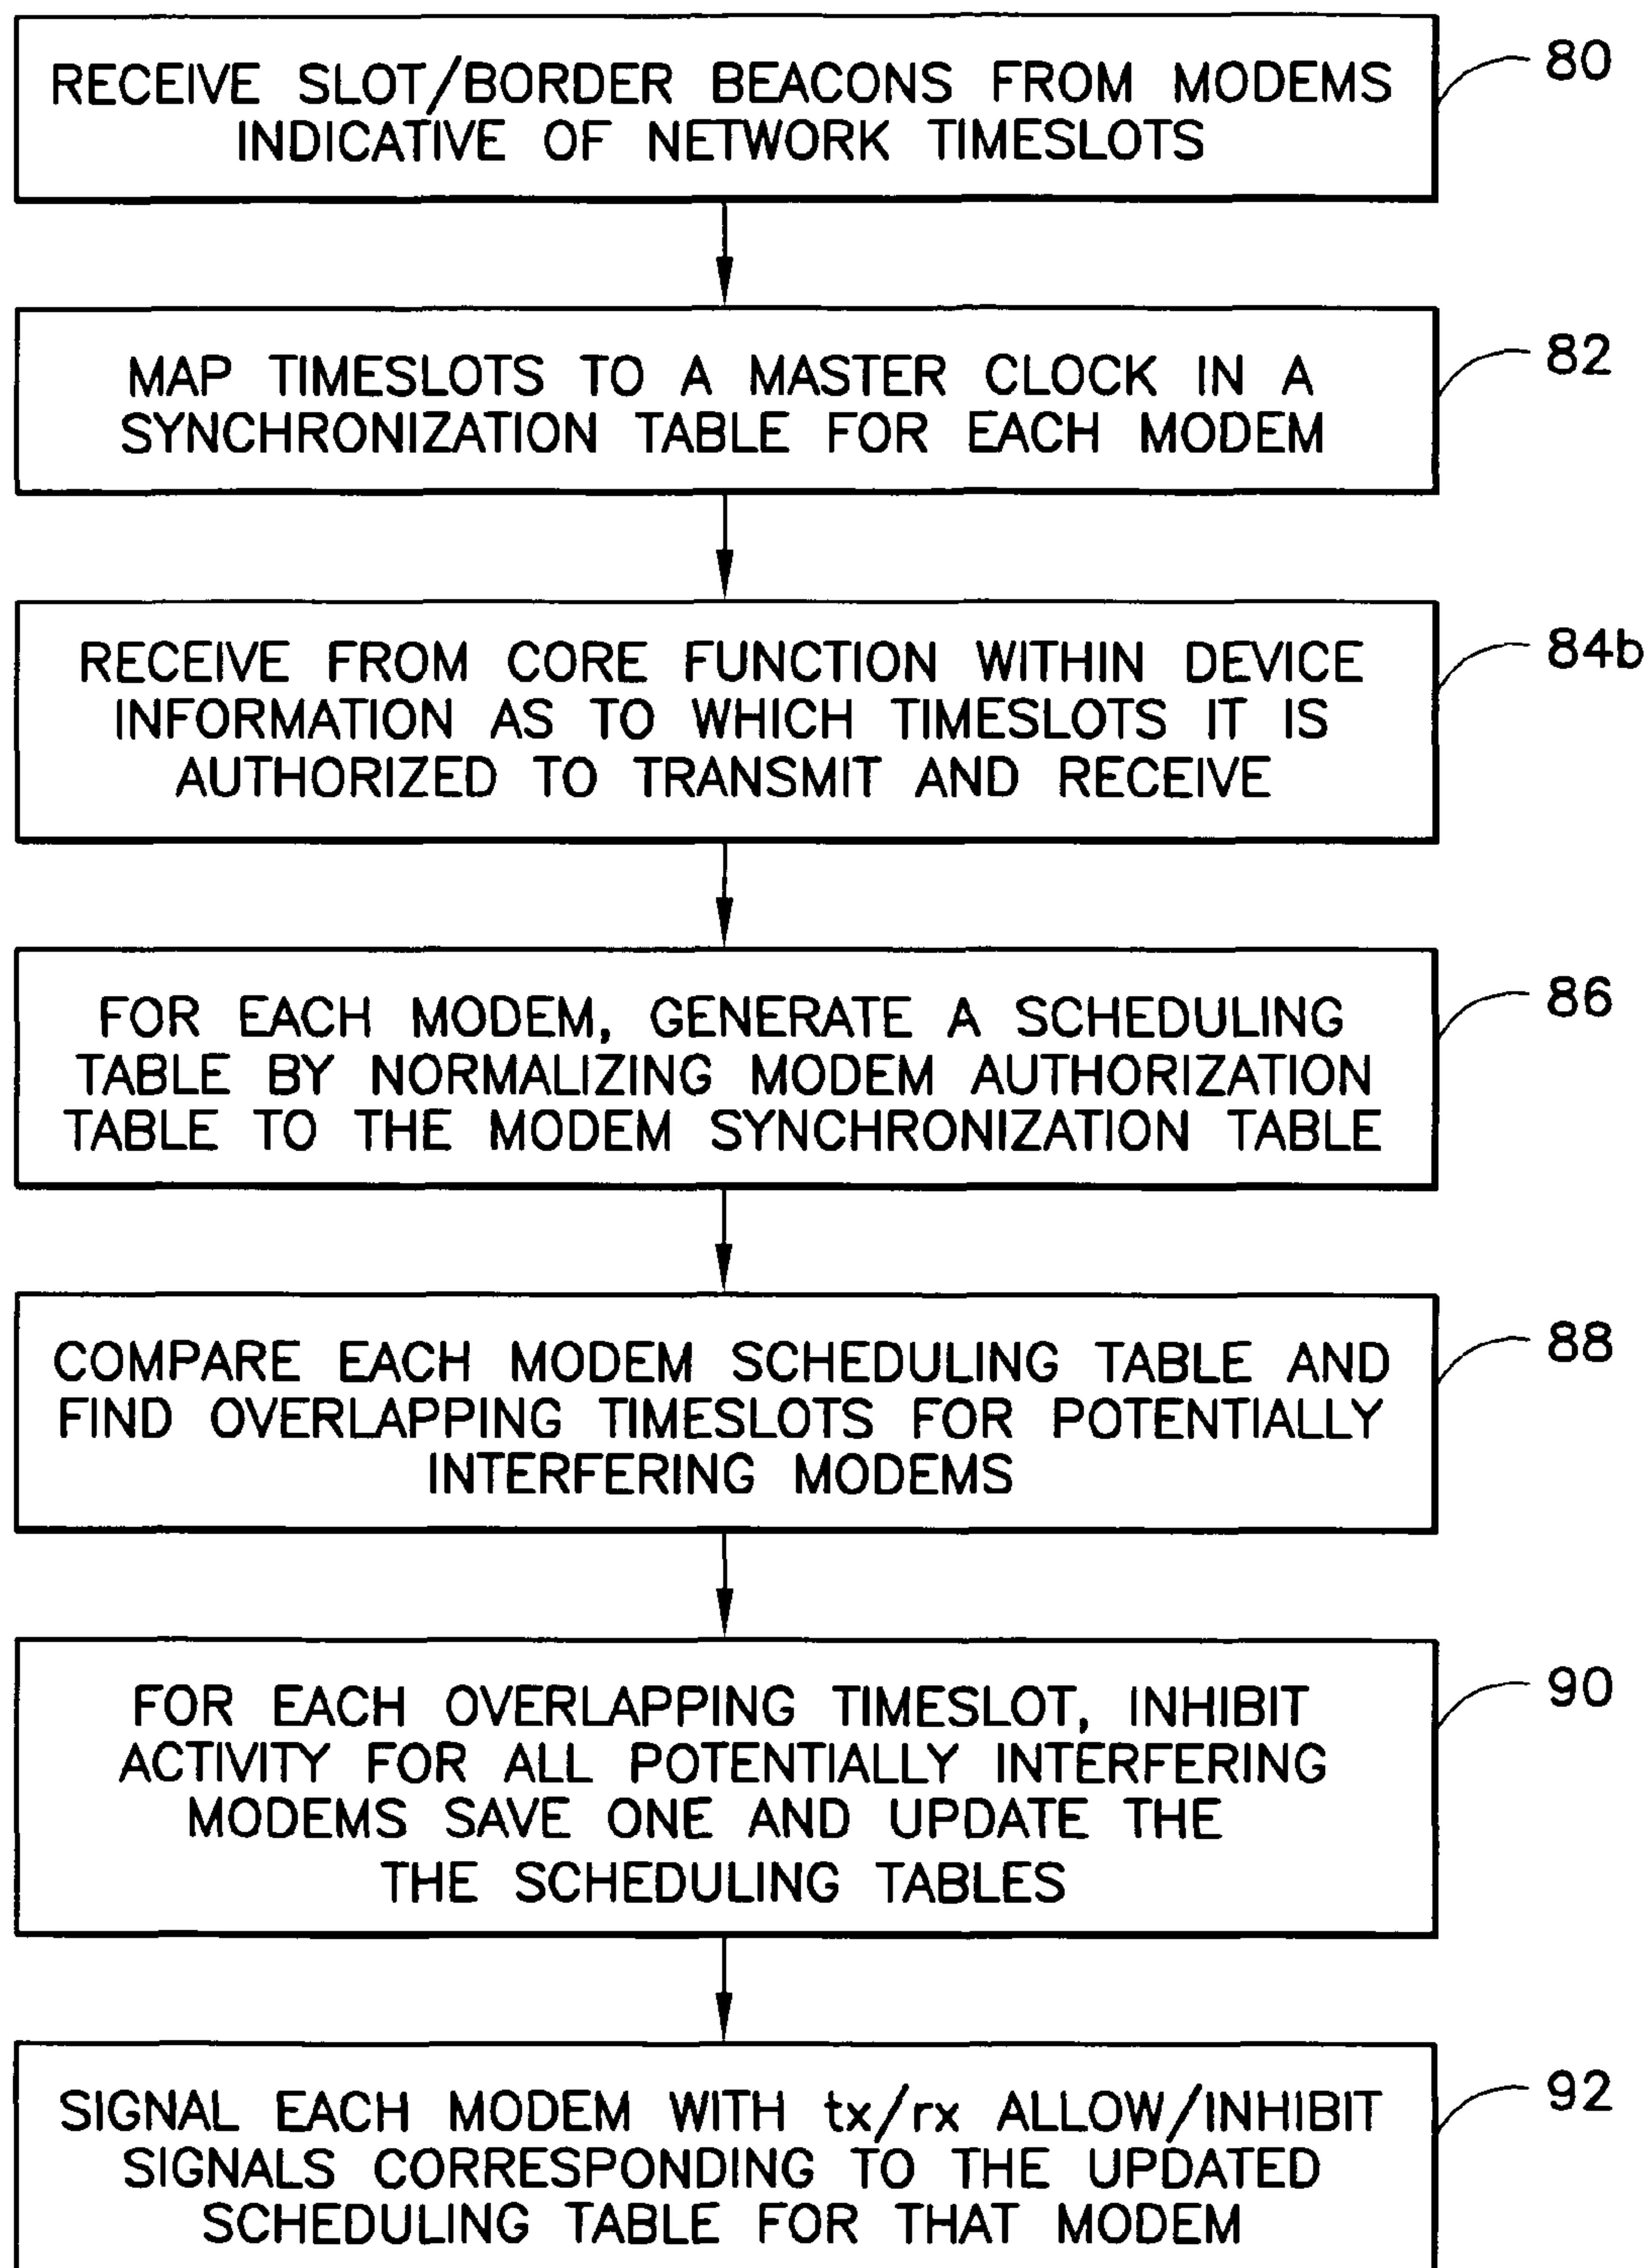 RECEIVE SLOT/BORDER BEACONS FROM MODEMS
INDICATIVE OF NETWORK TIMESLOTS
80
MAP TIMESLOTS TO A MASTER CLOCK IN A
SYNCHRONIZATION TABLE FOR EACH MODEM
82
RECEIVE FROM CORE FUNCTION WITHIN DEVICE
INFORMATION AS TO WHICH TIMESLOTS IT IS
AUTHORIZED TO TRANSMIT AND RECEIVE
84b
FOR EACH MODEM, GENERATE A SCHEDULING
TABLE BY NORMALIZING MODEM AUTHORIZATION
TABLE TO THE MODEM SYNCHRONIZATION TABLE
86
COMPARE EACH MODEM SCHEDULING TABLE AND
FIND OVERLAPPING TIMESLOTS FOR POTENTIALLY
INTERFERING MODEMS
88
FOR EACH OVERLAPPING TIMESLOT, INHIBIT
ACTIVITY FOR ALL POTENTIALLY INTERFERING
MODEMS SAVE ONE AND UPDATE THE
THE SCHEDULING TABLES
90
SIGNAL EACH MODEM WITH tx/rx ALLOW/INHIBIT
SIGNALS CORRESPONDING TO THE UPDATED
SCHEDULING TABLE FOR THAT MODEM
92